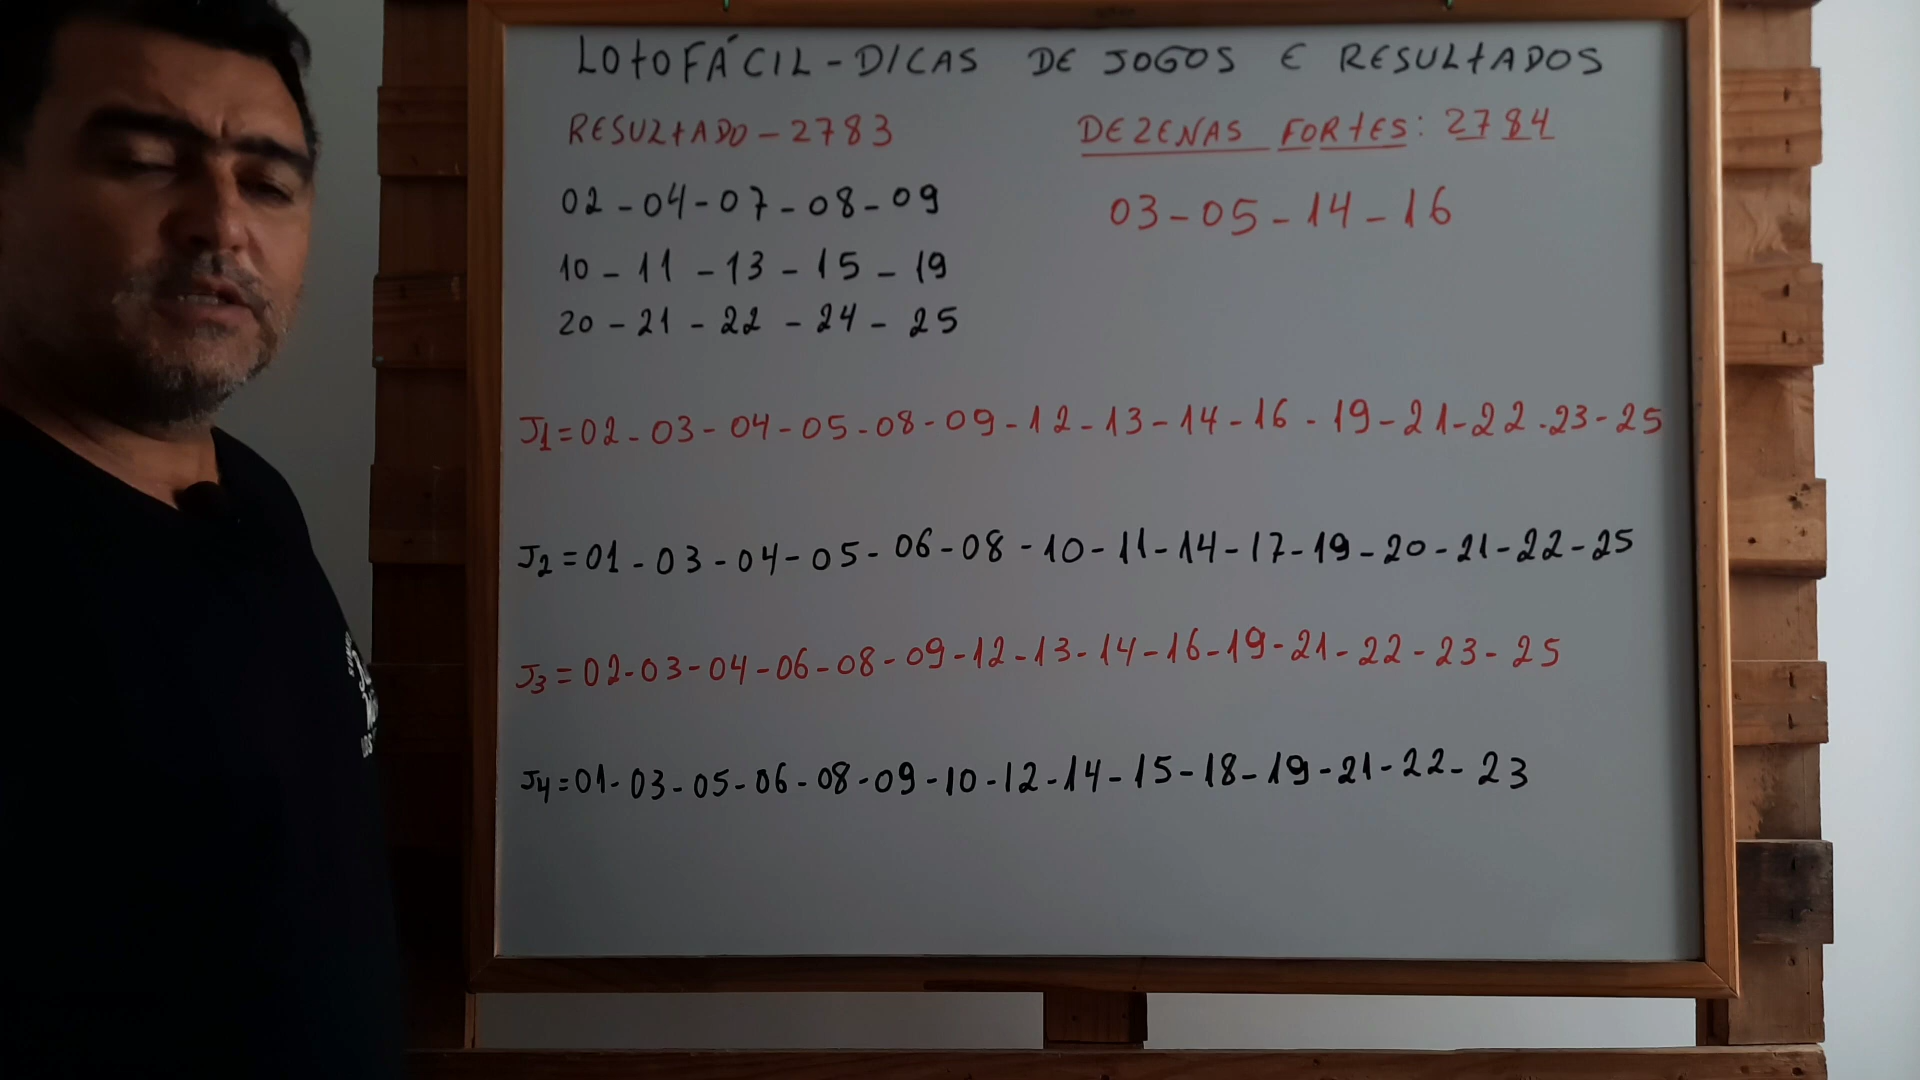 LOTOFÁCIL - DICAS DE JOGOS E RESULTADOS
RESULTADO - 2783
02 - 04 - 07 - 08 - 09
10 - 11 - 13 - 15 - 19
20 - 21 - 22 - 24 - 25
DEZENAS FORTES: 2784
03 - 05 - 14 - 16
J1 = 02 - 03 - 04 - 05 - 08 - 09 - 12 - 13 - 14 - 16 - 19 - 21 - 22 - 23 - 25
J2 = 01 - 03 - 04 - 05 - 06 - 08 - 10 - 11 - 14 - 17 - 19 - 20 - 21 - 22 - 25
J3 = 02 - 03 - 04 - 06 - 08 - 09 - 12 - 13 - 14 - 16 - 19 - 21 - 22 - 23 - 25
J4 = 01 - 03 - 05 - 06 - 08 - 09 - 10 - 12 - 14 - 15 - 18 - 19 - 21 - 22 - 23